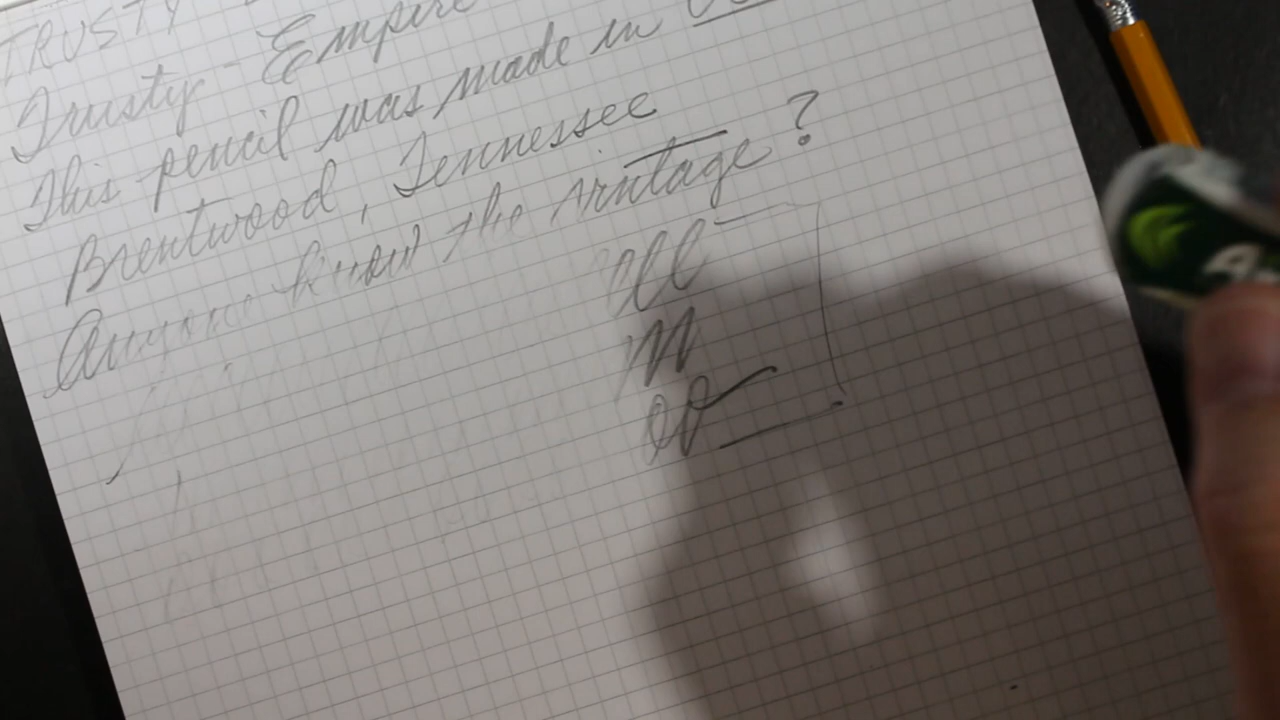 TRUSTY
Trusty - Empire
This pencil was made in
Brentwood, Tennessee
Anyone know the vintage?